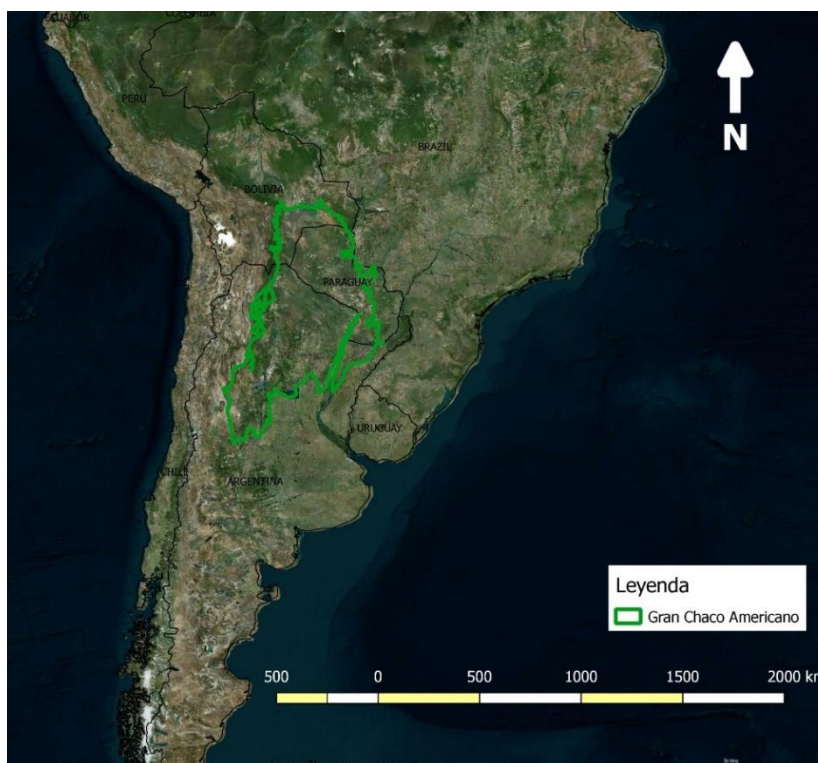 ECUADOR
COLOMBIA
PERU
BRAZIL
BOLIVIA
PARAGUAY
URUGUAY
CHILE
ARGENTINA
N
Leyenda
Gran Chaco Americano
500 0 500 1000 1500 2000 km